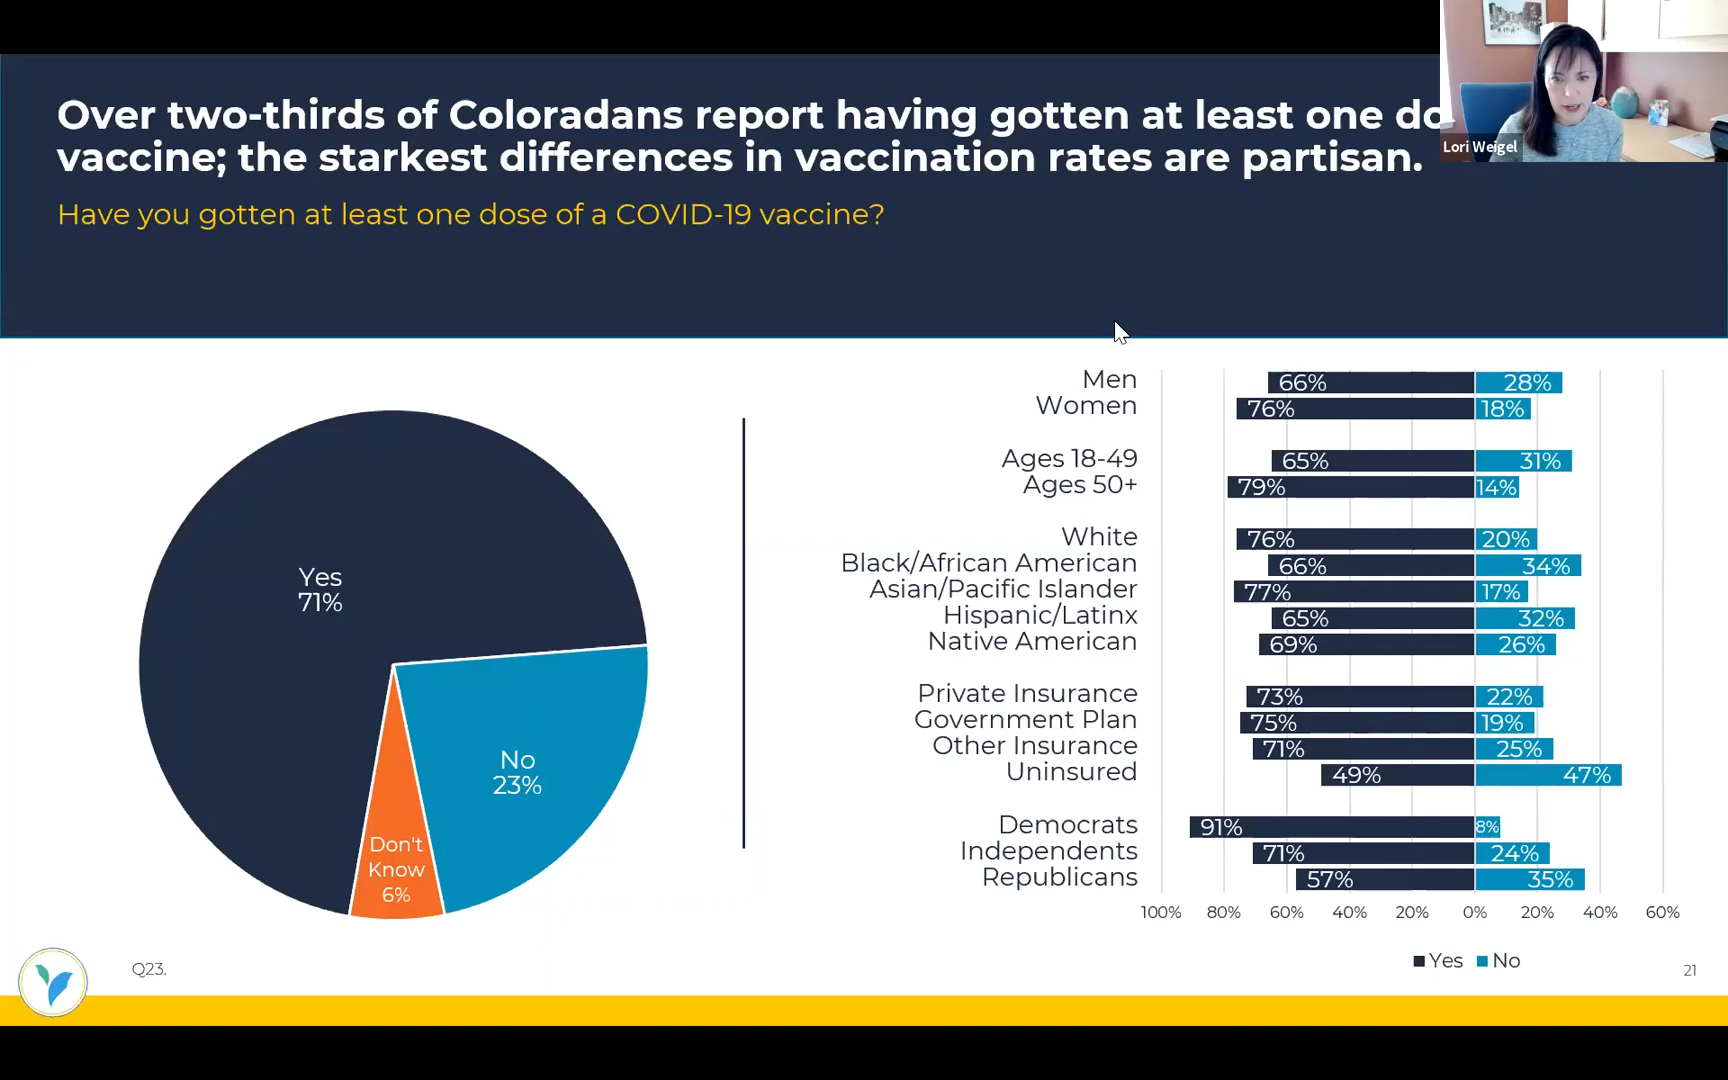 Over two-thirds of Coloradans report having gotten at least one
vaccine; the starkest differences in vaccination rates are partisan.
Lori Weigel
Have you gotten at least one dose of a COVID-19 vaccine?
Yes
71%
No
23%
Don't
Know
6%
Men 66% 28%
Women 76% 18%
Ages 18-49 65% 31%
Ages 50+ 79% 14%
White 76% 20%
Black/African American 66% 34%
Asian/Pacific Islander 77% 17%
Hispanic/Latinx 65% 32%
Native American 69% 26%
Private Insurance 73% 22%
Government Plan 75% 19%
Other Insurance 71% 25%
Uninsured 49% 47%
Democrats 91% 8%
Independents 71% 24%
Republicans 57% 35%
100% 80% 60% 40% 20% 0% 20% 40% 60%
Yes No
Q23.
21